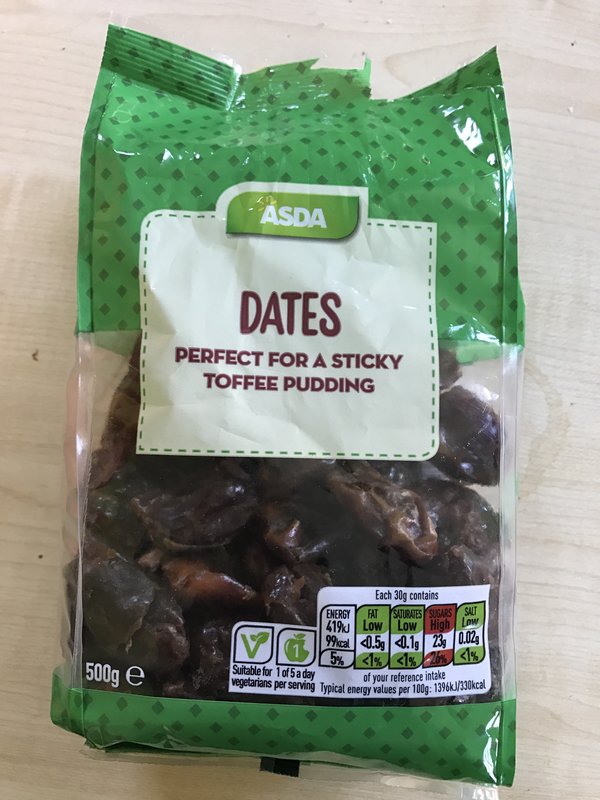 ASDA
DATES
PERFECT FOR A STICKY
TOFFEE PUDDING
Each 30g contains
ENERGY FAT SATURATES SUGARS SALT
419kJ Low Low High Low
99kcal <0.5g <0.1g 23g 0.02g
5% <1% <1% 26% <1%
of your reference intake
Typical energy values per 100g: 1396kJ/330kcal
1
Suitable for
vegetarians
1 of 5 a day
per serving
500g ℮